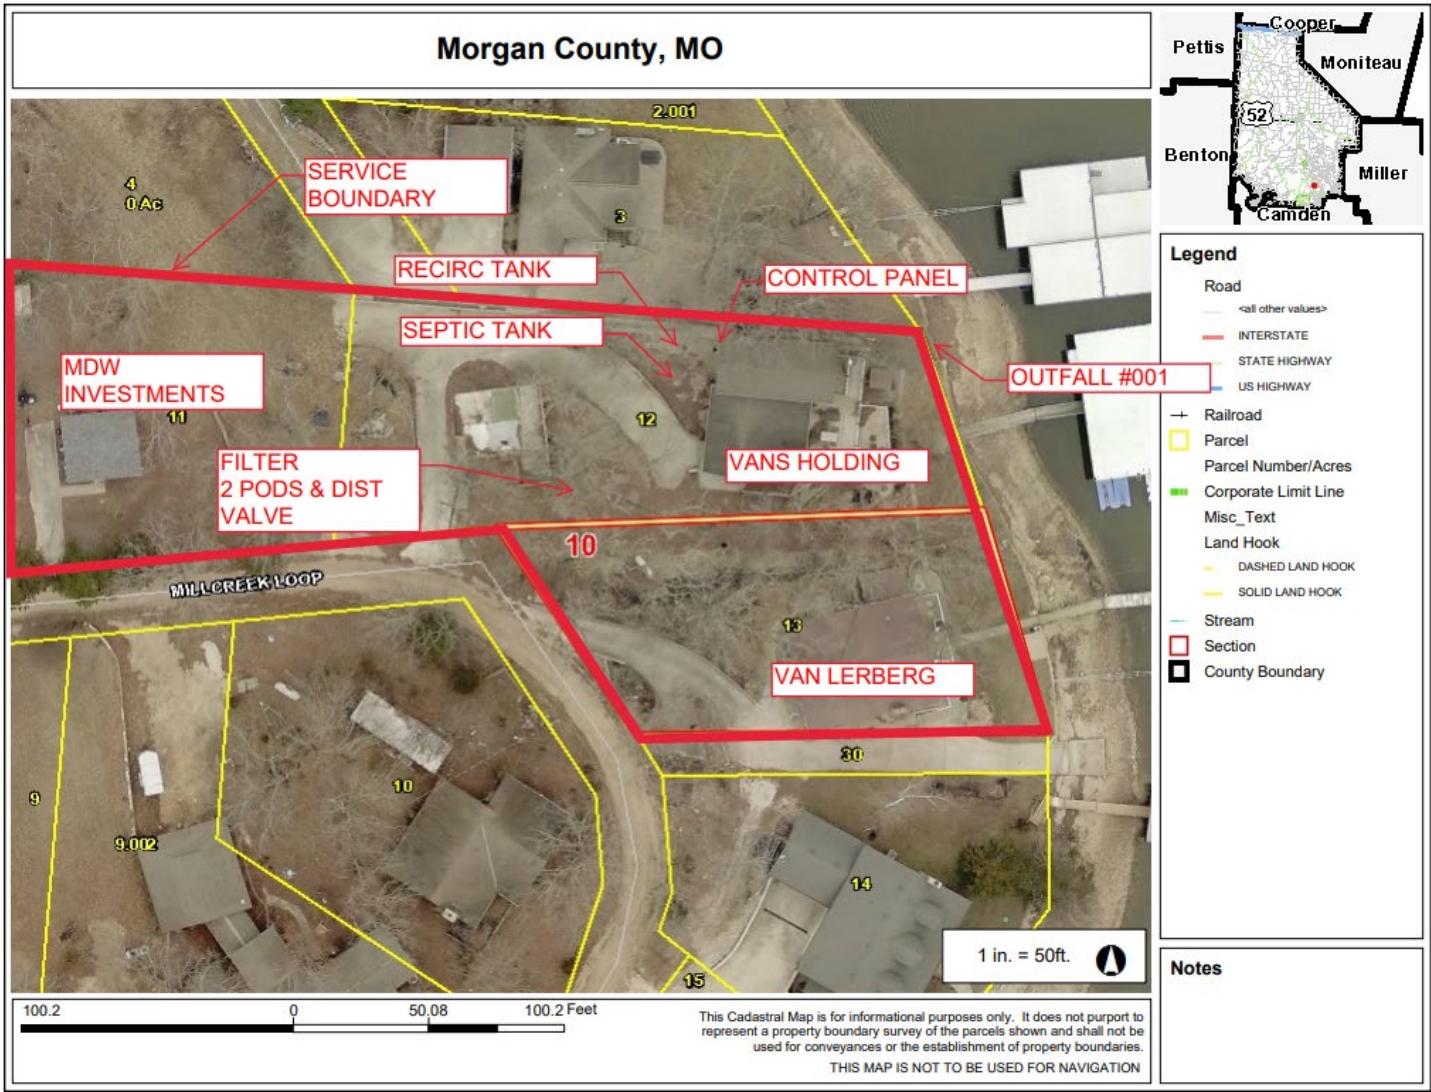 Morgan County, MO
Cooper
Pettis
Moniteau
52
Benton
Miller
Camden
2.001
SERVICE
BOUNDARY
4
0 Ac
3
RECIRC TANK
CONTROL PANEL
SEPTIC TANK
OUTFALL #001
MDW
INVESTMENTS
11
12
FILTER
2 PODS & DIST
VALVE
VANS HOLDING
10
MILLCREEK LOOP
13
VAN LERBERG
30
9
10
9.002
14
15
1 in. = 50ft.
Legend
Road
<all other values>
INTERSTATE
STATE HIGHWAY
US HIGHWAY
Railroad
Parcel
Parcel Number/Acres
Corporate Limit Line
Misc_Text
Land Hook
DASHED LAND HOOK
SOLID LAND HOOK
Stream
Section
County Boundary
Notes
100.2 0 50.08 100.2 Feet
This Cadastral Map is for informational purposes only. It does not purport to
represent a property boundary survey of the parcels shown and shall not be
used for conveyances or the establishment of property boundaries.
THIS MAP IS NOT TO BE USED FOR NAVIGATION